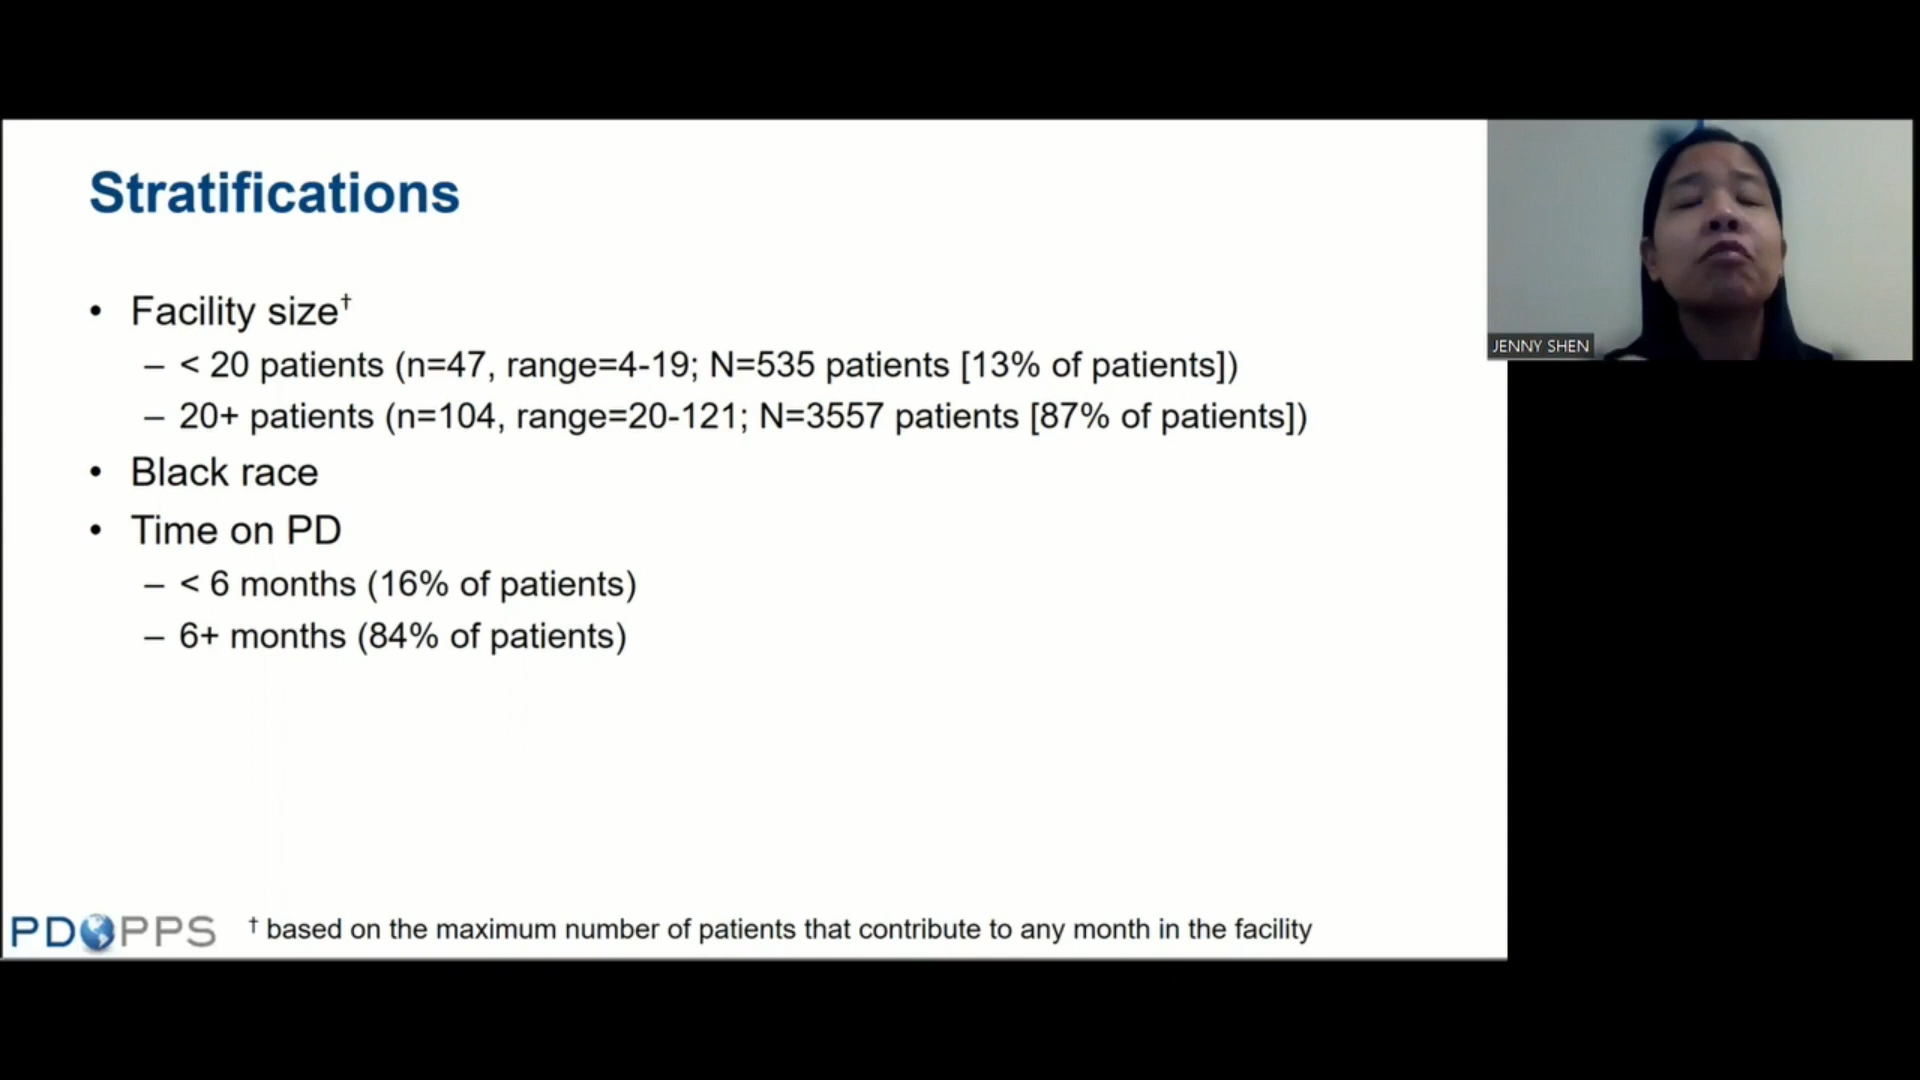 Stratifications
• Facility size†
– < 20 patients (n=47, range=4-19; N=535 patients [13% of patients])
– 20+ patients (n=104, range=20-121; N=3557 patients [87% of patients])
• Black race
• Time on PD
– < 6 months (16% of patients)
– 6+ months (84% of patients)
JENNY SHEN
PDOPPS
† based on the maximum number of patients that contribute to any month in the facility